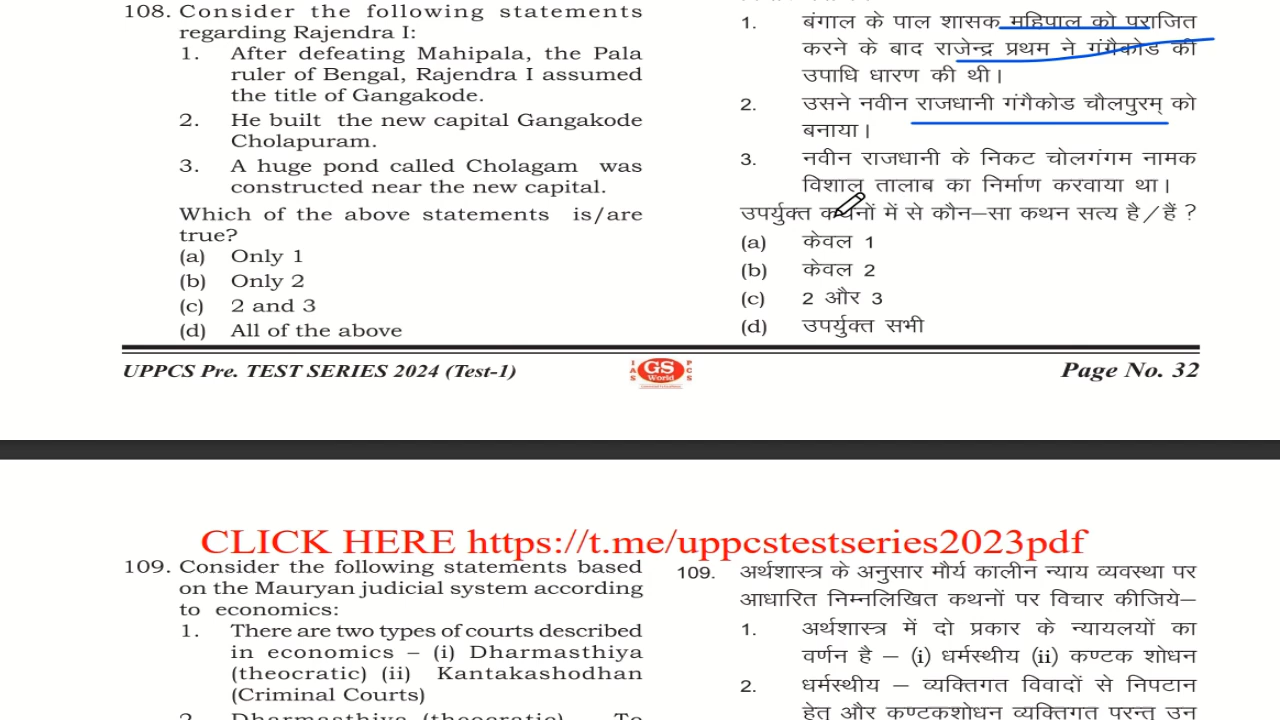 108. Consider the following statements
regarding Rajendra I:
1. After defeating Mahipala, the Pala
ruler of Bengal, Rajendra I assumed
the title of Gangakode.
2. He built the new capital Gangakode
Cholapuram.
3. A huge pond called Cholagam was
constructed near the new capital.
Which of the above statements is/are
true?
(a) Only 1
(b) Only 2
(c) 2 and 3
(d) All of the above
1. बंगाल के पाल शासक महिपाल को पराजित
करने के बाद राजेन्द्र प्रथम ने गंगैकोड की
उपाधि धारण की थी।
2. उसने नवीन राजधानी गंगैकोड चौलपुरम् को
बनाया।
3. नवीन राजधानी के निकट चोलगंगम नामक
विशाल तालाब का निर्माण करवाया था।
उपर्युक्त कथनों में से कौन–सा कथन सत्य है/हैं ?
(a) केवल 1
(b) केवल 2
(c) 2 और 3
(d) उपर्युक्त सभी
UPPCS Pre. TEST SERIES 2024 (Test-1)
IAS GS World PCS
Page No. 32
CLICK HERE https://t.me/uppcstestseries2023pdf
109. Consider the following statements based
on the Mauryan judicial system according
to economics:
1. There are two types of courts described
in economics – (i) Dharmasthiya
(theocratic) (ii) Kantakashodhan
(Criminal Courts)
2. Dharmasthiya (theocratic) – To
109. अर्थशास्त्र के अनुसार मौर्य कालीन न्याय व्यवस्था पर
आधारित निम्नलिखित कथनों पर विचार कीजिये–
1. अर्थशास्त्र में दो प्रकार के न्यायलयों का
वर्णन है – (i) धर्मस्थीय (ii) कण्टक शोधन
2. धर्मस्थीय – व्यक्तिगत विवादों से निपटान
हेतु और कण्टकशोधन व्यक्तिगत परन्तु उन